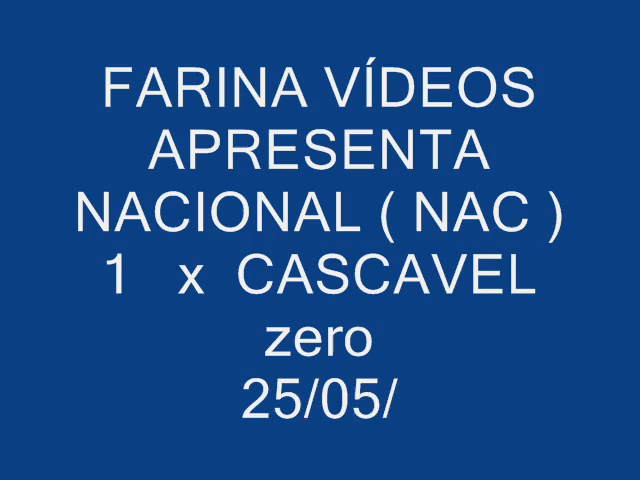 FARINA VÍDEOS
APRESENTA
NACIONAL ( NAC )
1 x CASCAVEL
zero
25/05/